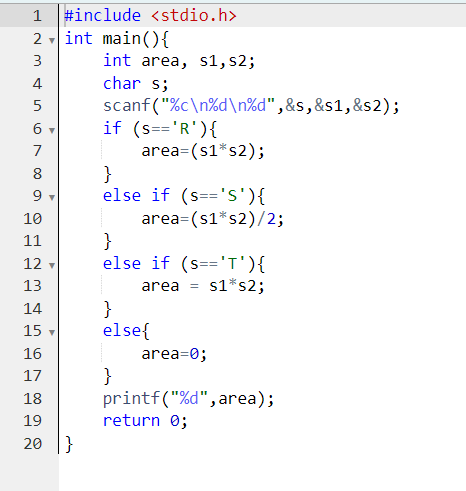 1 #include <stdio.h>
2 int main(){
3     int area, s1,s2;
4     char s;
5     scanf("%c\n%d\n%d",&s,&s1,&s2);
6     if (s=='R'){
7         area=(s1*s2);
8     }
9     else if (s=='S'){
10         area=(s1*s2)/2;
11     }
12     else if (s=='T'){
13         area = s1*s2;
14     }
15     else{
16         area=0;
17     }
18     printf("%d",area);
19     return 0;
20 }